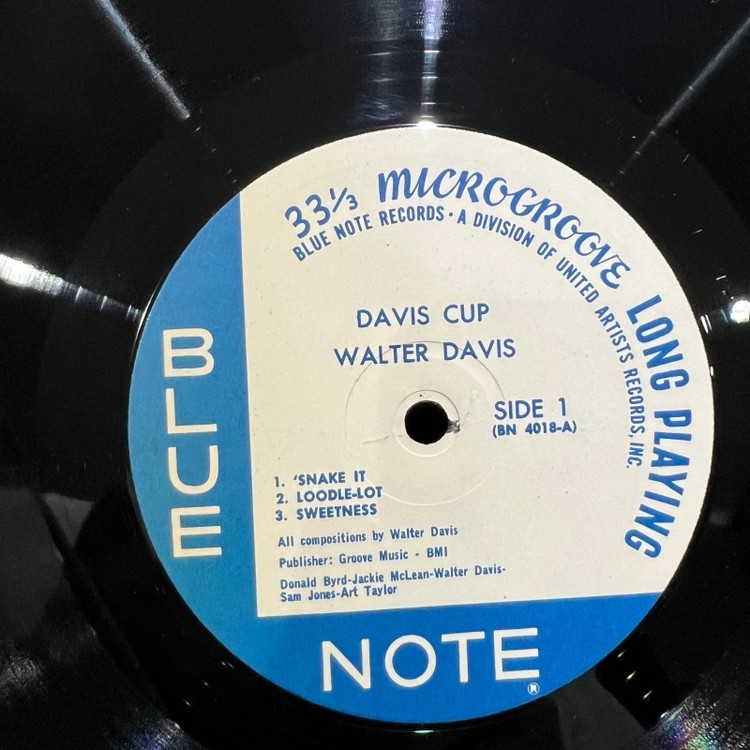 33⅓ MICROGROOVE LONG PLAYING
BLUE NOTE RECORDS · A DIVISION OF UNITED ARTISTS RECORDS, INC.
DAVIS CUP
WALTER DAVIS
SIDE 1
(BN 4018-A)
1. 'SNAKE IT
2. LOODLE-LOT
3. SWEETNESS
All compositions by Walter Davis
Publisher: Groove Music - BMI
Donald Byrd-Jackie McLean-Walter Davis-
Sam Jones-Art Taylor
BLUE
NOTE®